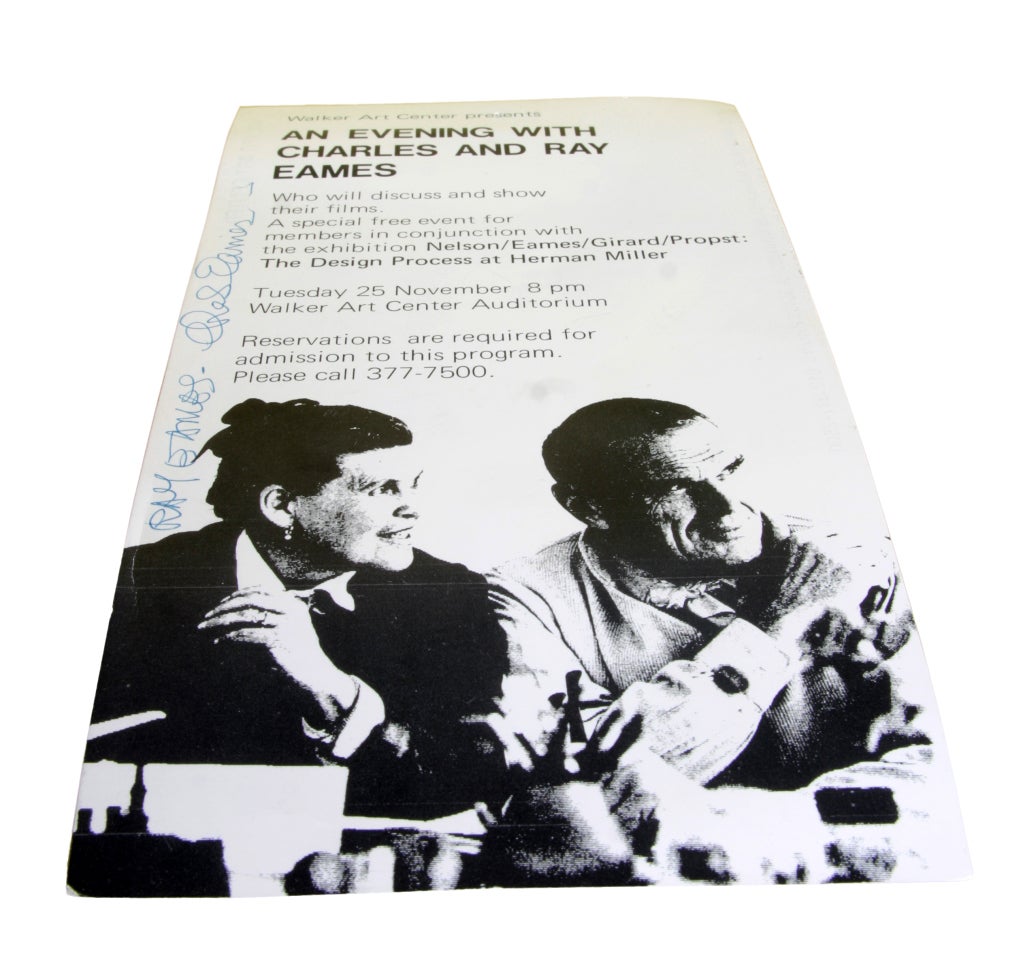 Walker Art Center presents
AN EVENING WITH
CHARLES AND RAY
EAMES
Who will discuss and show
their films.
A special free event for
members in conjunction with
the exhibition Nelson/Eames/Girard/Propst:
The Design Process at Herman Miller
Tuesday 25 November 8 pm
Walker Art Center Auditorium
Reservations are required for
admission to this program.
Please call 377-7500.
RAY EAMES - Chas Eames